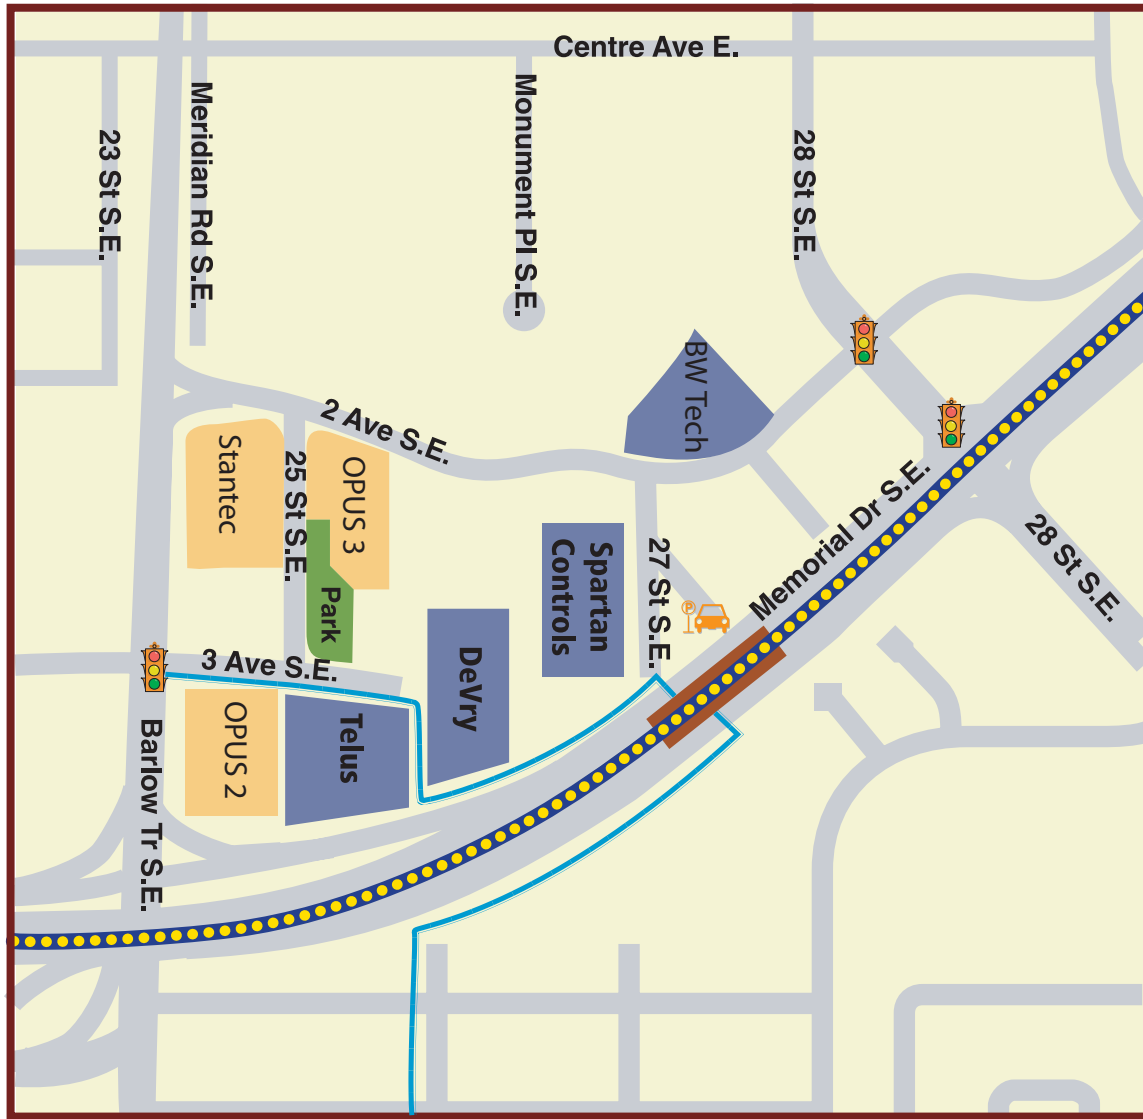 Centre Ave E.
23 St S.E.
Meridian Rd S.E.
Monument Pl S.E.
28 St S.E.
BW Tech
2 Ave S.E.
Stantec
25 St S.E.
OPUS 3
Park
Spartan
Controls
27 St S.E.
P
Memorial Dr S.E.
28 St S.E.
3 Ave S.E.
DeVry
OPUS 2
Telus
Barlow Tr S.E.